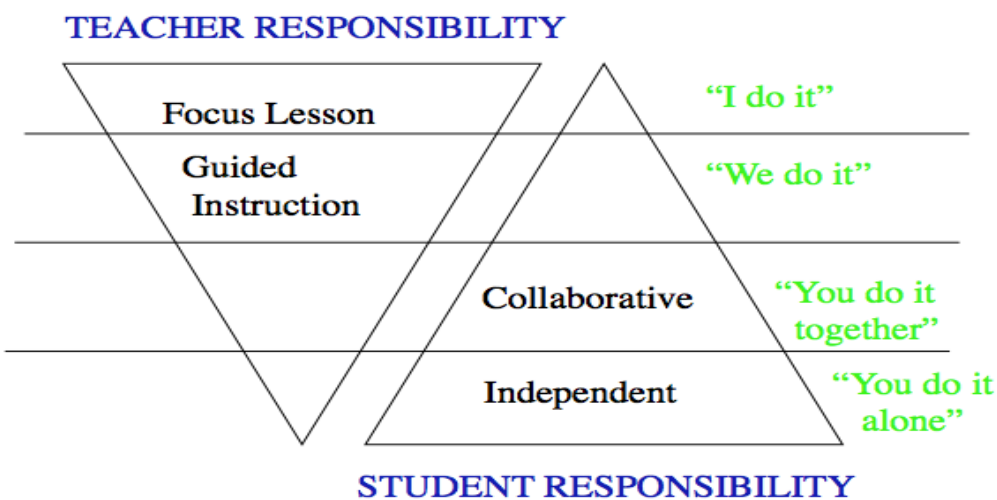 TEACHER RESPONSIBILITY
Focus Lesson
“I do it”
Guided
Instruction
“We do it”
Collaborative
“You do it
together”
Independent
“You do it
alone”
STUDENT RESPONSIBILITY